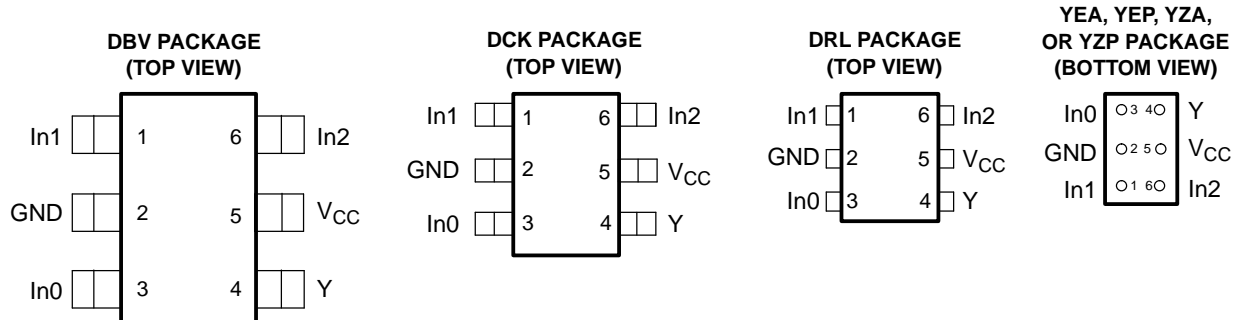 DBV PACKAGE
(TOP VIEW)
In1 1 6 In2
GND 2 5 VCC
In0 3 4 Y
DCK PACKAGE
(TOP VIEW)
In1 1 6 In2
GND 2 5 VCC
In0 3 4 Y
DRL PACKAGE
(TOP VIEW)
In1 1 6 In2
GND 2 5 VCC
In0 3 4 Y
YEA, YEP, YZA,
OR YZP PACKAGE
(BOTTOM VIEW)
In0 3 4 Y
GND 2 5 VCC
In1 1 6 In2